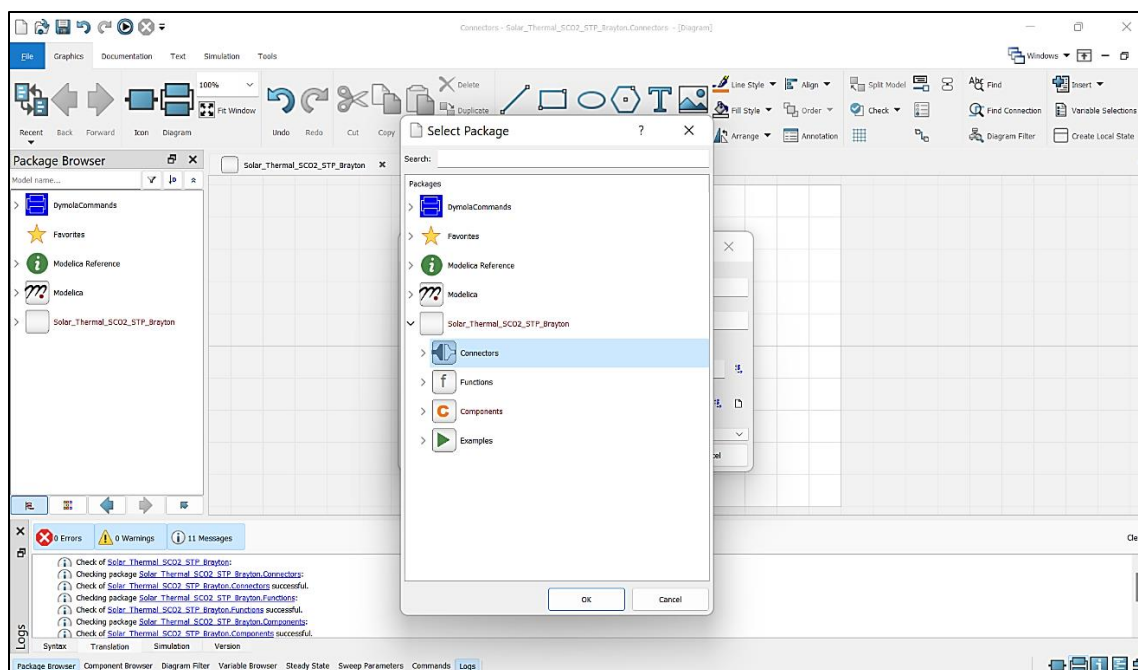 Connectors - Solar_Thermal_SCO2_STP_Brayton.Connectors - [Diagram]
File Graphics Documentation Text Simulation Tools
Windows
100%
Fit Window
Recent Back Forward Icon Diagram
Undo Redo Cut Copy
Delete
Duplicate
Line Style
Fill Style
Arrange
Align
Order
Annotation
Split Model
Check
Find
Find Connection
Diagram Filter
Insert
Variable Selections
Create Local State
Package Browser
Model name...
DymolaCommands
Favorites
Modelica Reference
Modelica
Solar_Thermal_SCO2_STP_Brayton
Solar_Thermal_SCO2_STP_Brayton
Select Package
?
Search:
Packages
DymolaCommands
Favorites
Modelica Reference
Modelica
Solar_Thermal_SCO2_STP_Brayton
Connectors
f Functions
C Components
Examples
OK Cancel
0 Errors 0 Warnings 11 Messages
Check of Solar_Thermal_SCO2_STP_Brayton:
Checking package Solar_Thermal_SCO2_STP_Brayton.Connectors:
Check of Solar_Thermal_SCO2_STP_Brayton.Connectors successful.
Checking package Solar_Thermal_SCO2_STP_Brayton.Functions:
Check of Solar_Thermal_SCO2_STP_Brayton.Functions successful.
Checking package Solar_Thermal_SCO2_STP_Brayton.Components:
Check of Solar_Thermal_SCO2_STP_Brayton.Components successful.
Logs
Syntax Translation Simulation Version
Package Browser Component Browser Diagram Filter Variable Browser Steady State Sweep Parameters Commands Logs